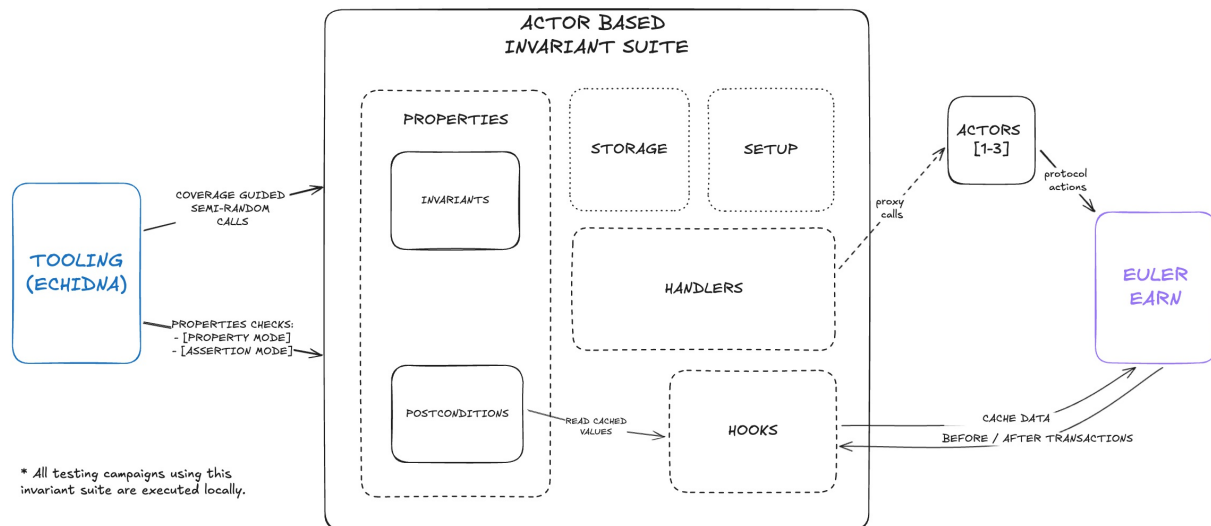 ACTOR BASED
INVARIANT SUITE
PROPERTIES
INVARIANTS
POSTCONDITIONS
STORAGE
SETUP
HANDLERS
HOOKS
ACTORS
[1-3]
EULER
EARN
TOOLING
(ECHIDNA)
COVERAGE GUIDED
SEMI-RANDOM
CALLS
PROPERTIES CHECKS:
- [PROPERTY MODE]
- [ASSERTION MODE]
READ CACHED
VALUES
proxy
calls
protocol
actions
CACHE DATA
BEFORE / AFTER TRANSACTIONS
* All testing campaigns using this
invariant suite are executed locally.